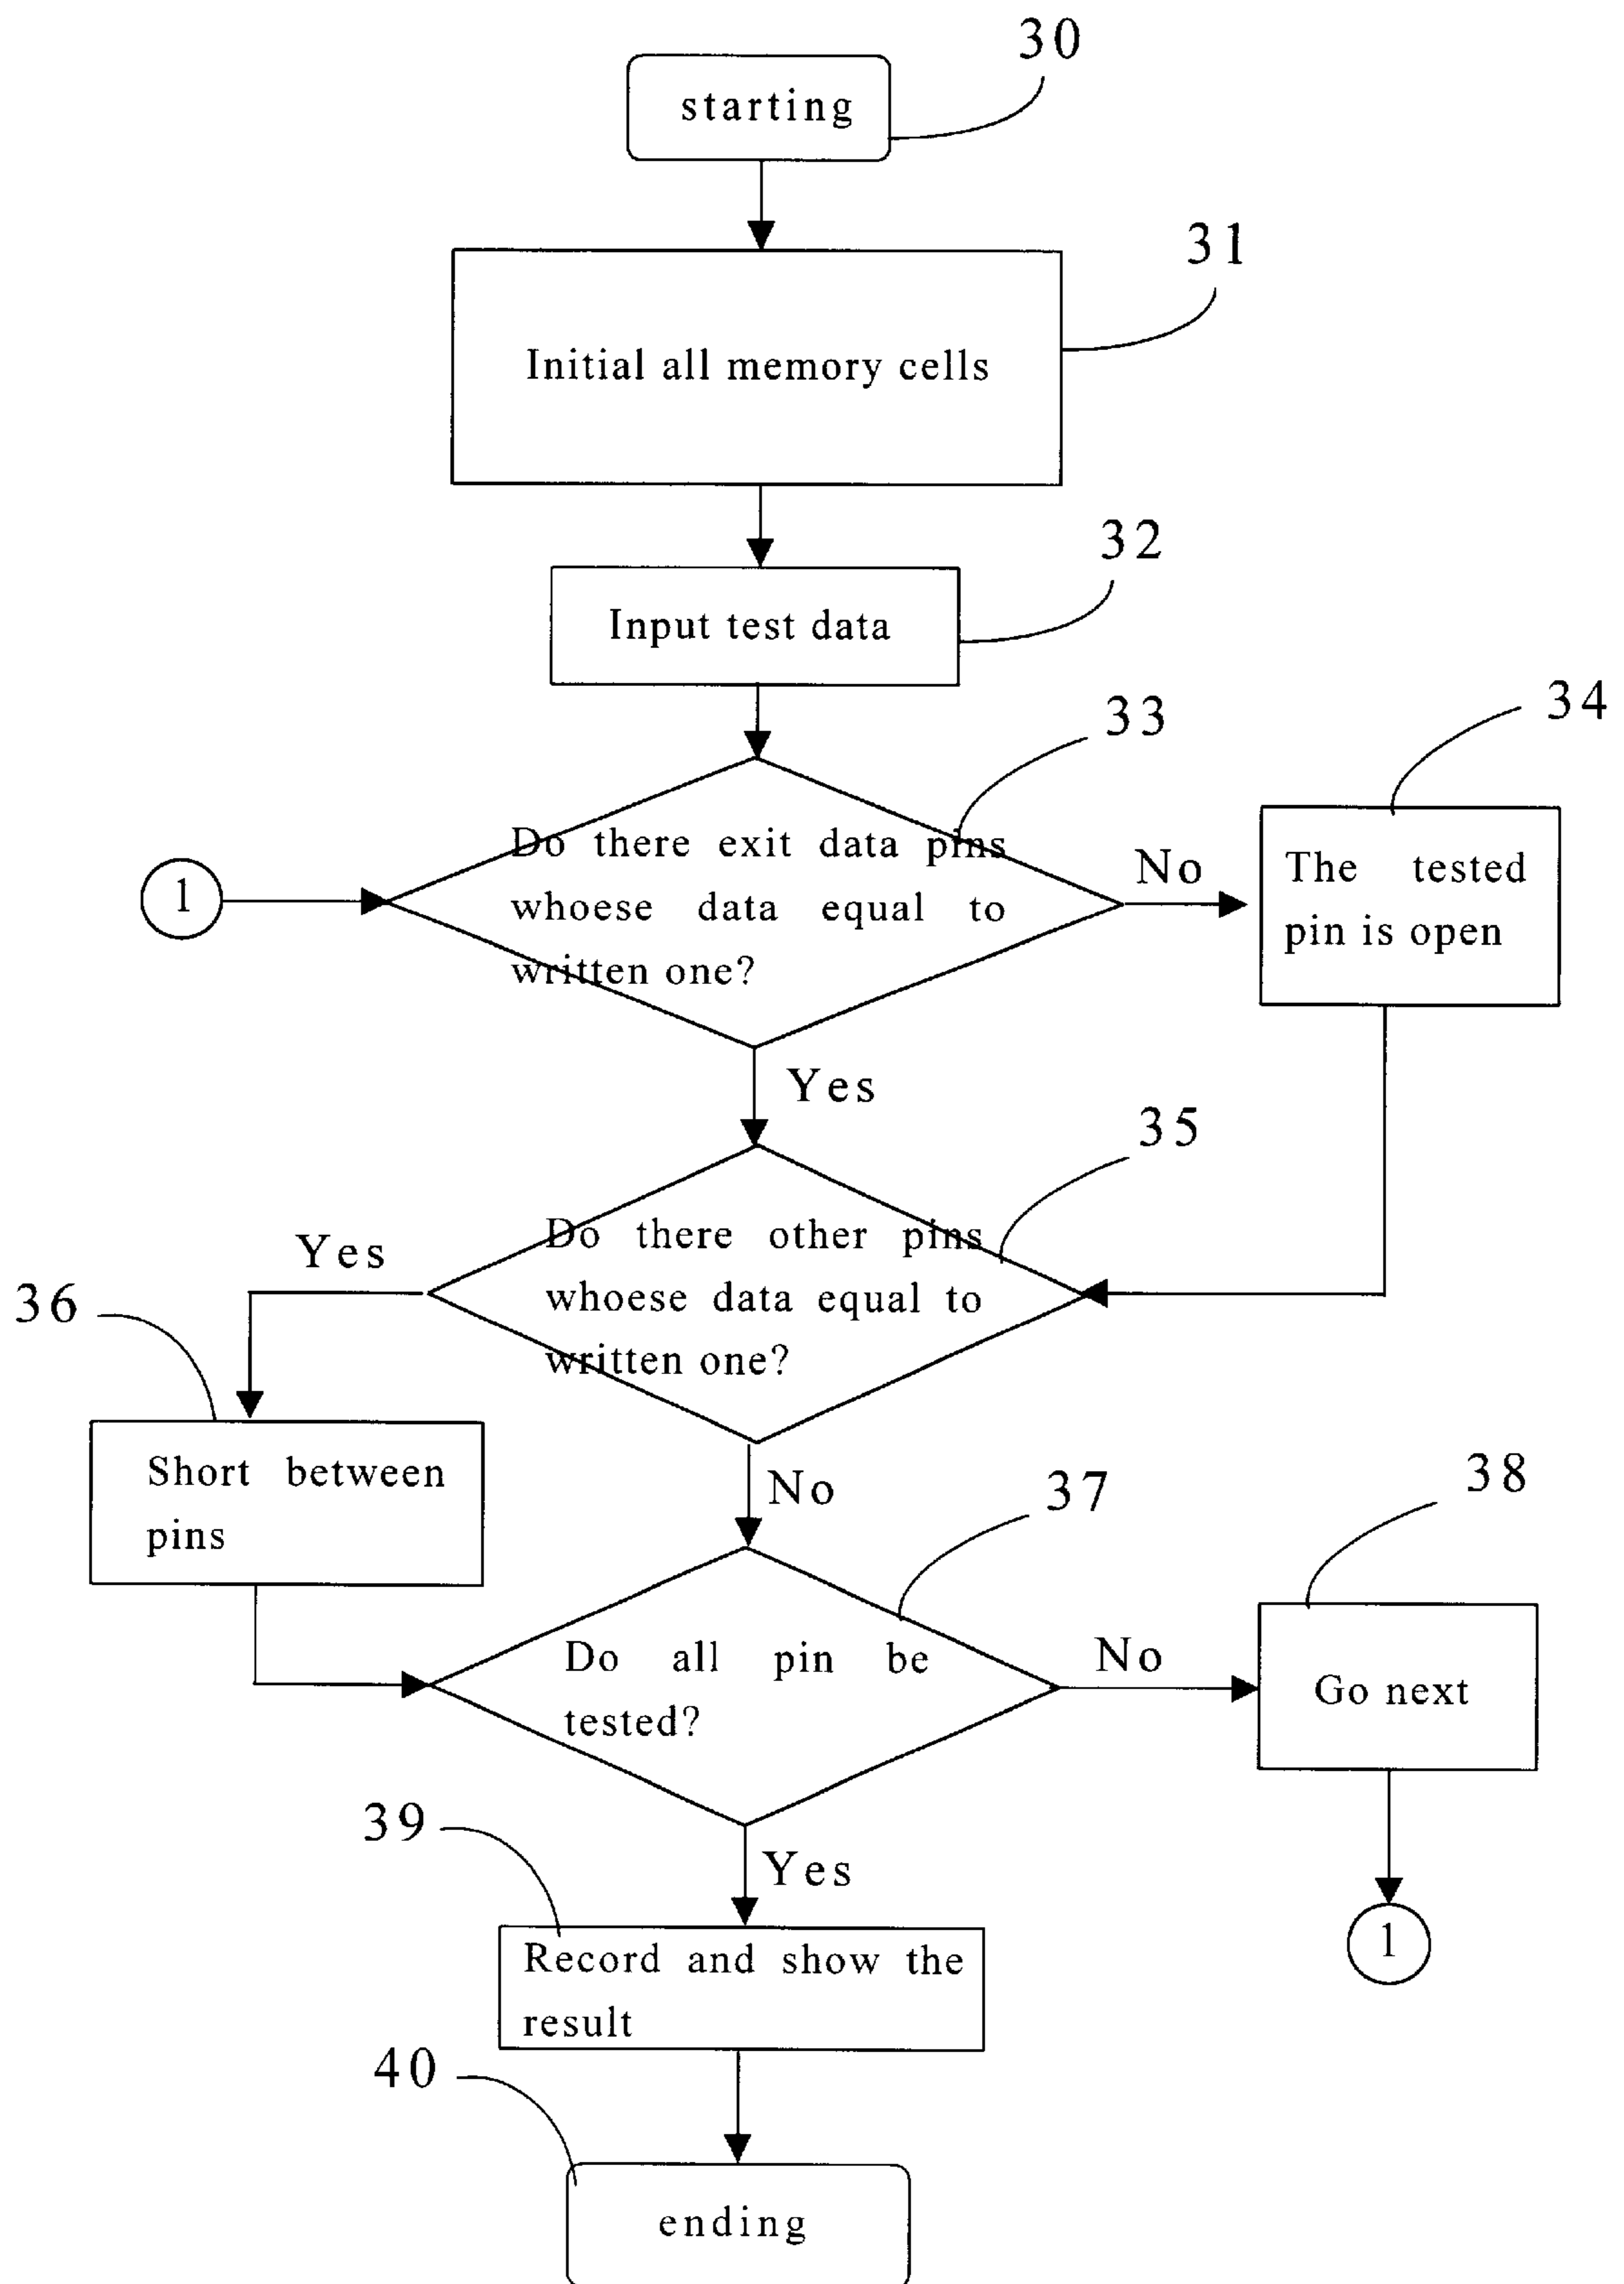 30
starting
31
Initial all memory cells
32
Input test data
33
34
Do there exit data pins
whoese data equal to
written one?
1
No
The tested
pin is open
Yes
35
Do there other pins
whoese data equal to
written one?
Yes
36
Short between
pins
No
37
38
Do all pin be
tested?
No
Go next
39
Yes
1
Record and show the
result
40
ending